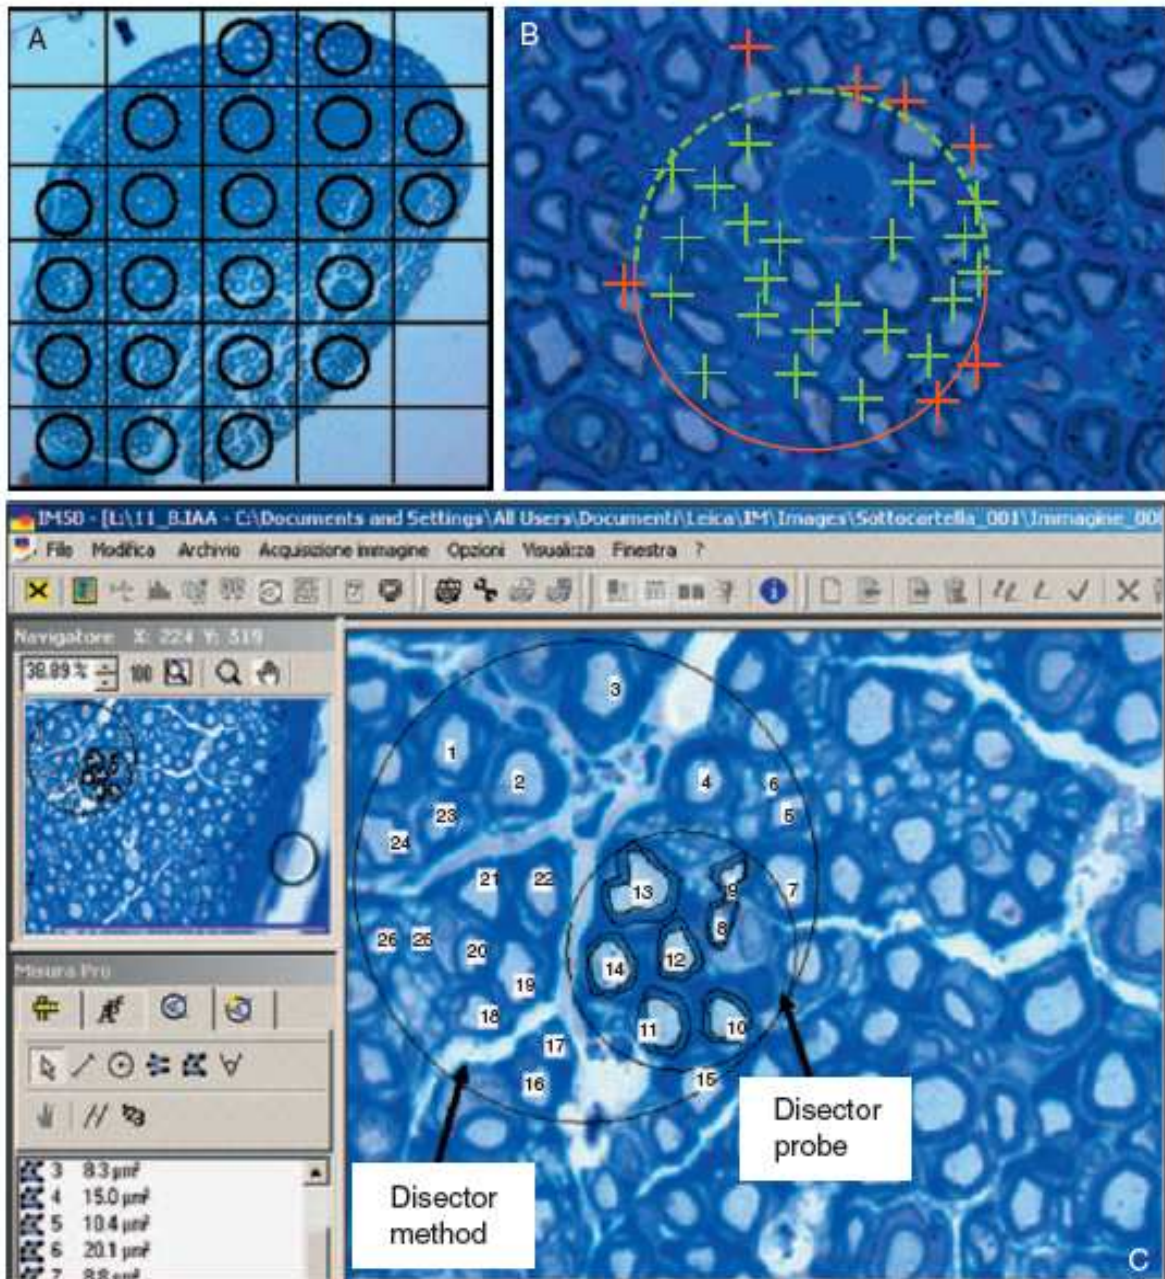 A
B
IM50 - [L:\11_B.IAA - C:\Documents and Settings\All Users\Documenti\Leica\IM\Images\Sottocartella_001\Immagine_00
File Modifica Archivio Acquisizione immagine Opzioni Visualizza Finestra ?
Navigatore X: 224 Y: 319
38.89 % 100
Misura Pro
3 8.3 µm²
4 15.0 µm²
5 10.4 µm²
6 20.1 µm²
7 8.8 µm²
3
1
2
4
6
5
23
24
21
22
13
9
7
8
26
25
20
12
14
19
18
11
10
17
16
15
Disector
probe
Disector
method
C